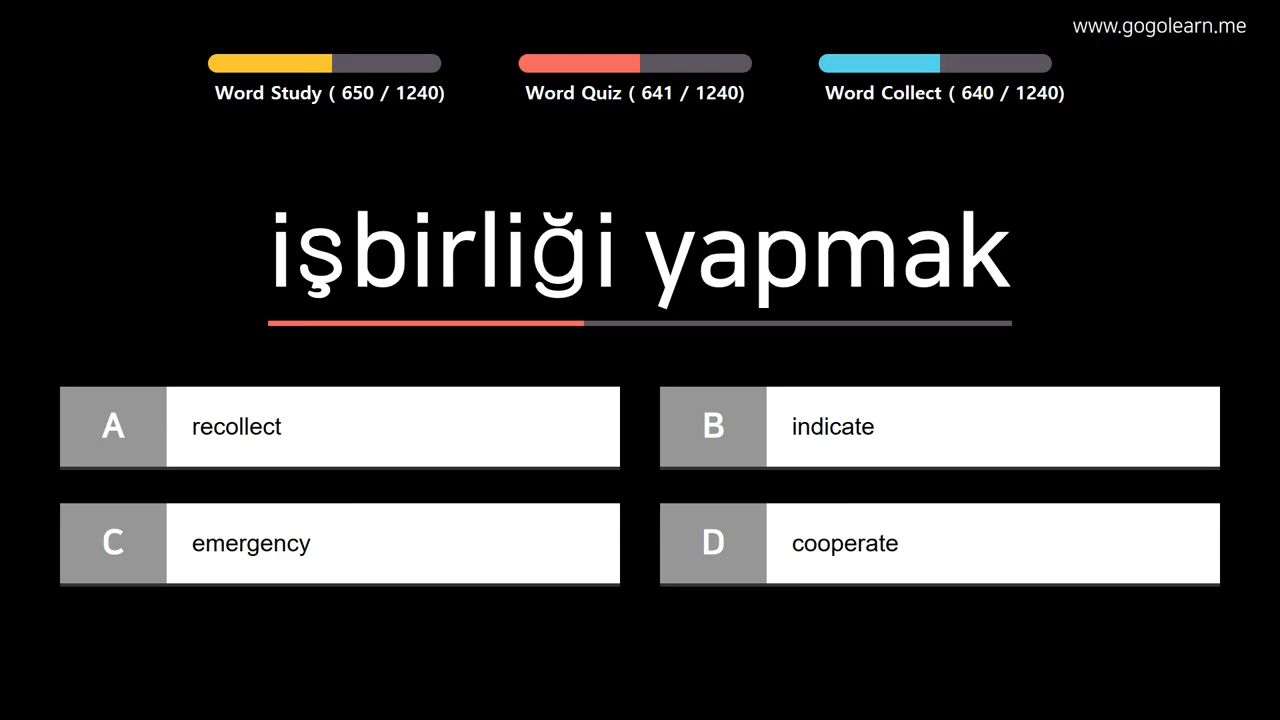 www.gogolearn.me
Word Study ( 650 / 1240)
Word Quiz ( 641 / 1240)
Word Collect ( 640 / 1240)
işbirliği yapmak
A recollect
B indicate
C emergency
D cooperate